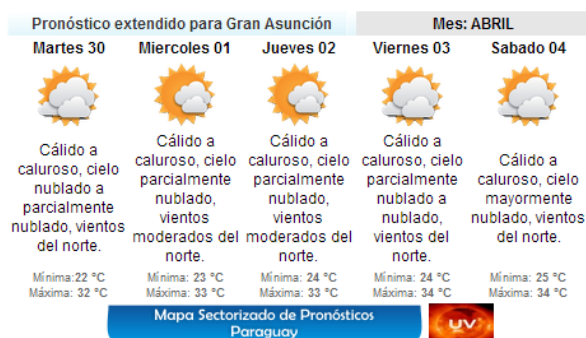 Pronóstico extendido para Gran Asunción
Mes: ABRIL
Martes 30
Cálido a
caluroso, cielo
nublado a
parcialmente
nublado, vientos
del norte.
Mínima:22 °C
Máxima: 32 °C
Miercoles 01
Cálido a
caluroso, cielo
parcialmente
nublado,
vientos
moderados del
norte.
Mínima: 23 °C
Máxima: 33 °C
Jueves 02
Cálido a
caluroso, cielo
parcialmente
nublado,
vientos
moderados del
norte.
Mínima: 24 °C
Máxima: 33 °C
Viernes 03
Cálido a
caluroso, cielo
parcialmente
nublado a
nublado,
vientos del
norte.
Mínima: 24 °C
Máxima: 34 °C
Sabado 04
Cálido a
caluroso, cielo
mayormente
nublado, vientos
del norte.
Mínima: 25 °C
Máxima: 34 °C
Mapa Sectorizado de Pronósticos
Paraguay
UV